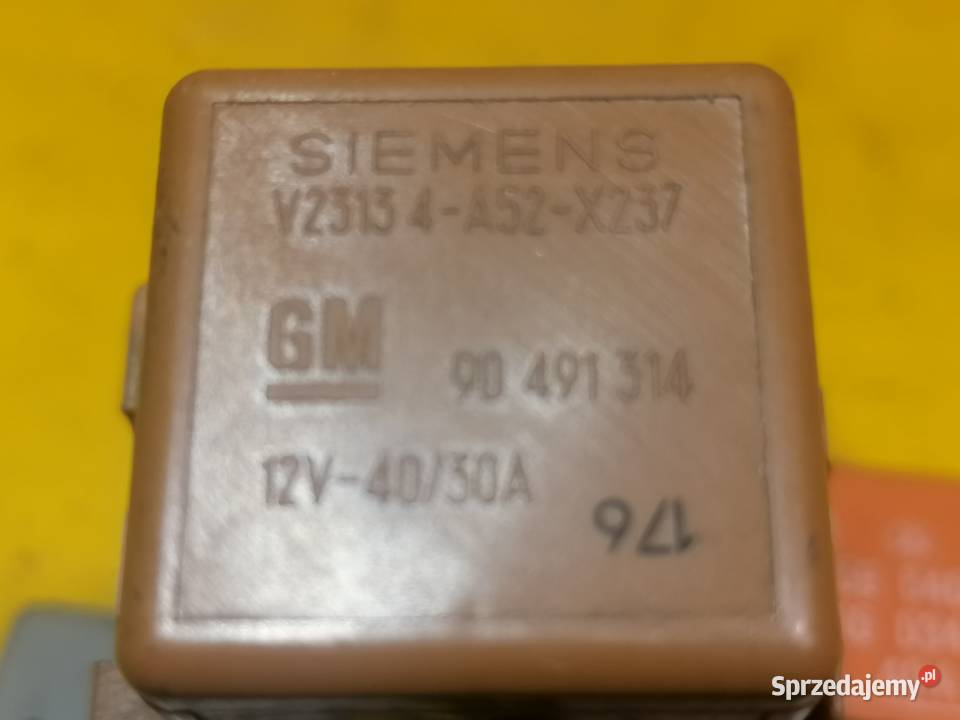 SIEMENS
V23134-A52-X237
GM
90 491 314
12V-40/30A
176
Sprzedajemy.pl